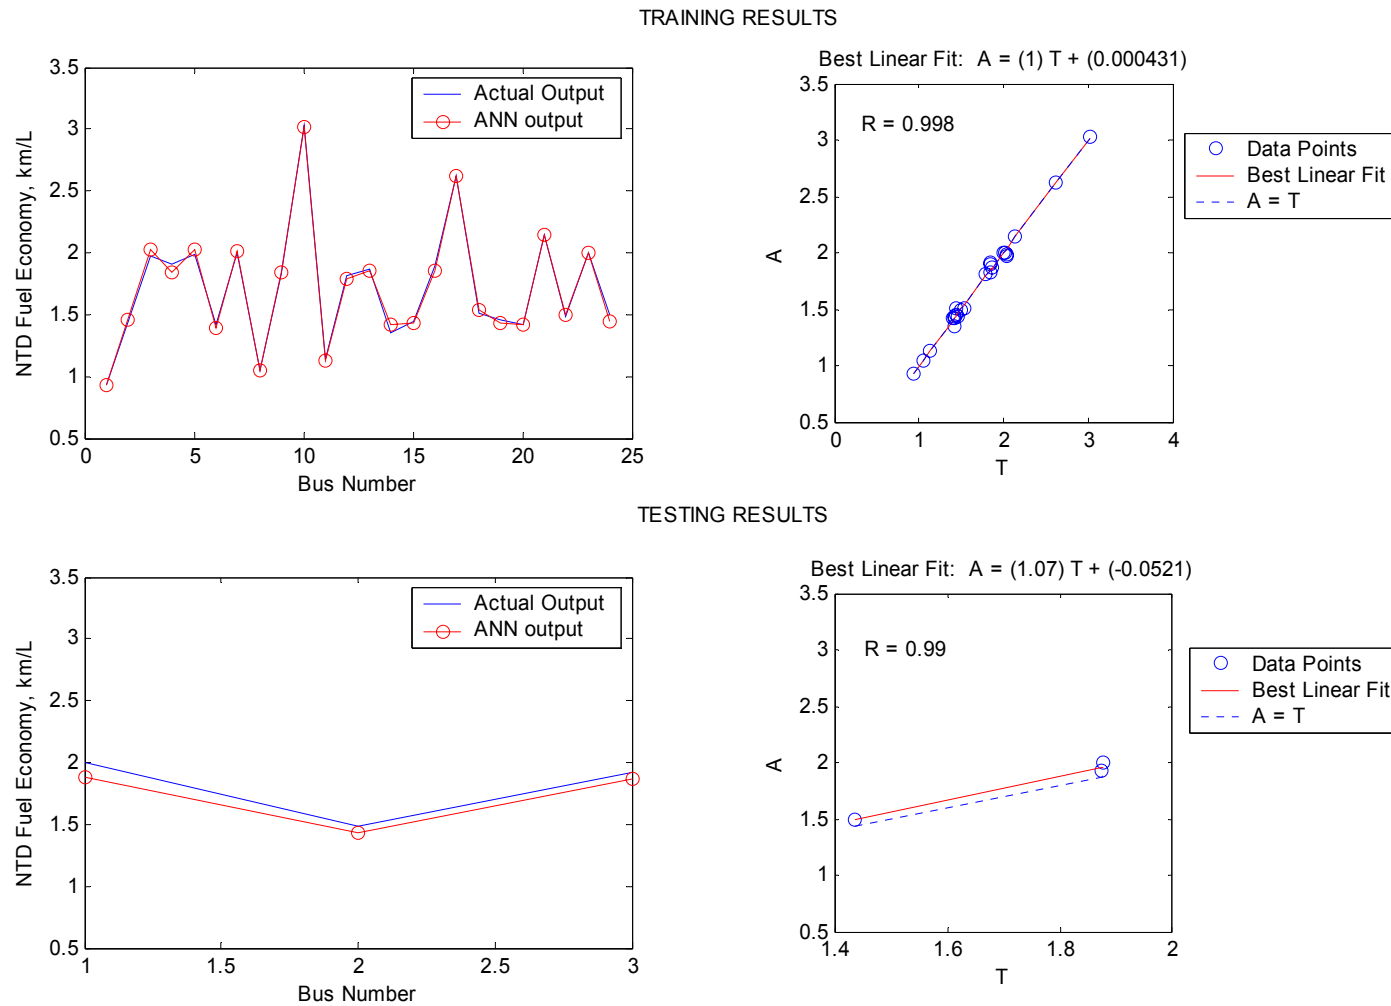 TRAINING RESULTS
3.5
3
2.5
2
1.5
1
0.5
0
5
10
15
20
25
NTD Fuel Economy, km/L
Bus Number
Actual Output
ANN output
Best Linear Fit: A = (1) T + (0.000431)
3.5
3
2.5
2
1.5
1
0.5
0
1
2
3
4
A
T
R = 0.998
Data Points
Best Linear Fit
A = T
TESTING RESULTS
3.5
3
2.5
2
1.5
1
0.5
1
1.5
2
2.5
3
NTD Fuel Economy, km/L
Bus Number
Actual Output
ANN output
Best Linear Fit: A = (1.07) T + (-0.0521)
3.5
3
2.5
2
1.5
1
0.5
1.4
1.6
1.8
2
A
T
R = 0.99
Data Points
Best Linear Fit
A = T